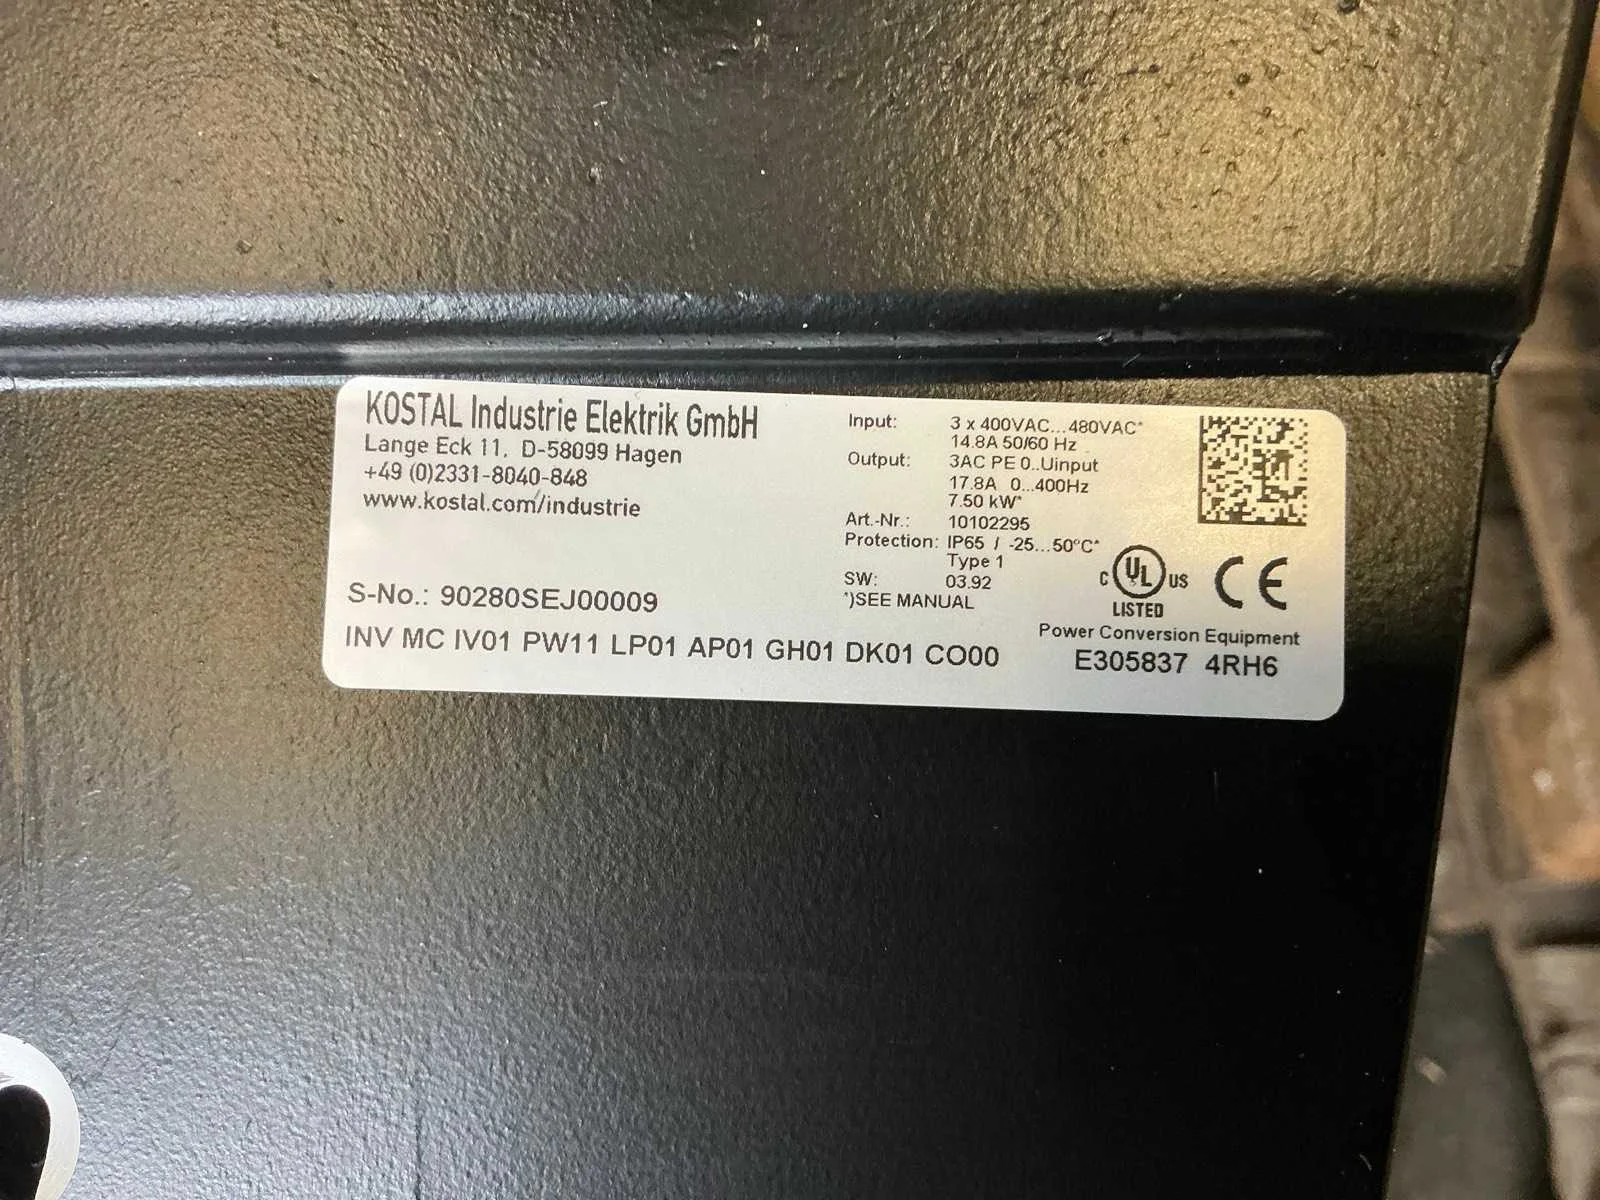 KOSTAL Industrie Elektrik GmbH
Lange Eck 11, D-58099 Hagen
+49 (0)2331-8040-848
www.kostal.com/industrie
S-No.: 90280SEJ00009
INV MC IV01 PW11 LP01 AP01 GH01 DK01 CO00
Input: 3 x 400VAC...480VAC*
14.8A 50/60 Hz
Output: 3AC PE 0..Uinput
17.8A 0...400Hz
7.50 kW*
Art.-Nr.: 10102295
Protection: IP65 / -25...50°C*
Type 1
SW: 03.92
*)SEE MANUAL
C UL US
LISTED
CE
Power Conversion Equipment
E305837 4RH6